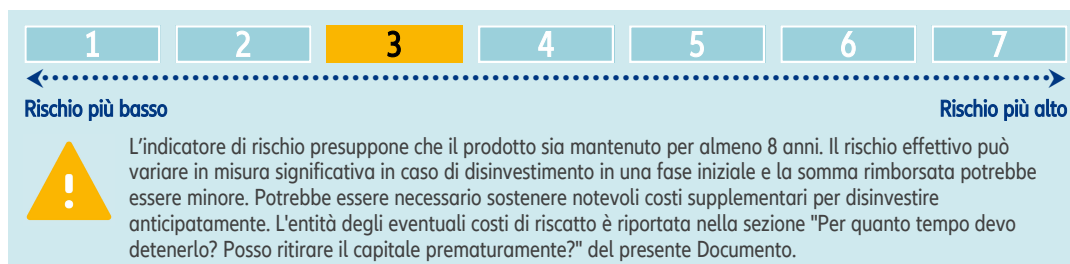 1 2 3 4 5 6 7
Rischio più basso Rischio più alto
L'indicatore di rischio presuppone che il prodotto sia mantenuto per almeno 8 anni. Il rischio effettivo può
variare in misura significativa in caso di disinvestimento in una fase iniziale e la somma rimborsata potrebbe
essere minore. Potrebbe essere necessario sostenere notevoli costi supplementari per disinvestire
anticipatamente. L'entità degli eventuali costi di riscatto è riportata nella sezione "Per quanto tempo devo
detenerlo? Posso ritirare il capitale prematuramente?" del presente Documento.